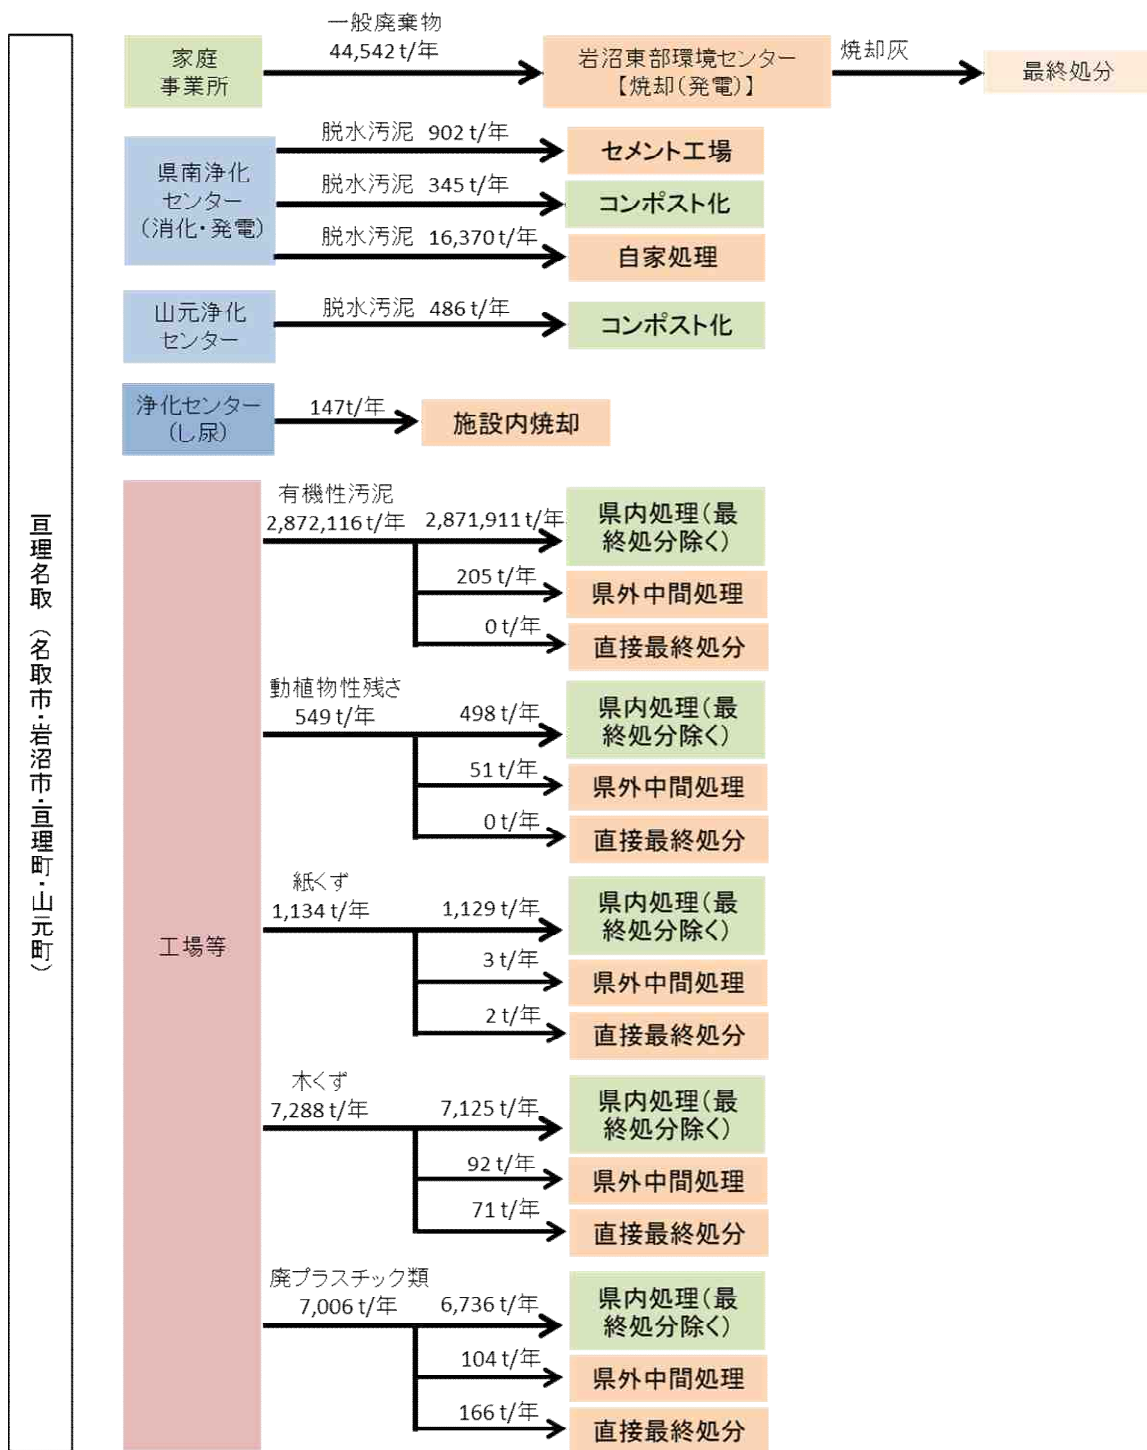 亘理名取（名取市・岩沼市・亘理町・山元町）
家庭
事業所
一般廃棄物
44,542 t/年
岩沼東部環境センター
【焼却(発電)】
焼却灰
最終処分
県南浄化
センター
(消化・発電)
脱水汚泥 902 t/年
セメント工場
脱水汚泥 345 t/年
コンポスト化
脱水汚泥 16,370 t/年
自家処理
山元浄化
センター
脱水汚泥 486 t/年
コンポスト化
浄化センター
(し尿)
147t/年
施設内焼却
工場等
有機性汚泥
2,872,116 t/年
2,871,911 t/年
県内処理(最
終処分除く)
205 t/年
県外中間処理
0 t/年
直接最終処分
動植物性残さ
549 t/年
498 t/年
県内処理(最
終処分除く)
51 t/年
県外中間処理
0 t/年
直接最終処分
紙くず
1,134 t/年
1,129 t/年
県内処理(最
終処分除く)
3 t/年
県外中間処理
2 t/年
直接最終処分
木くず
7,288 t/年
7,125 t/年
県内処理(最
終処分除く)
92 t/年
県外中間処理
71 t/年
直接最終処分
廃プラスチック類
7,006 t/年
6,736 t/年
県内処理(最
終処分除く)
104 t/年
県外中間処理
166 t/年
直接最終処分